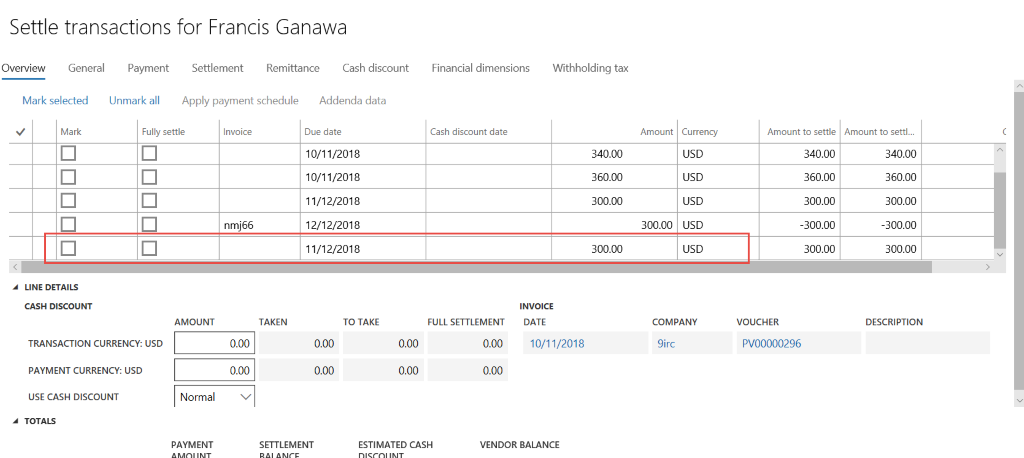 Settle transactions for Francis Ganawa
Overview General Payment Settlement Remittance Cash discount Financial dimensions Withholding tax
Mark selected Unmark all Apply payment schedule Addenda data
Mark Fully settle Invoice Due date Cash discount date Amount Currency Amount to settle Amount to settl...
10/11/2018 340.00 USD 340.00 340.00
10/11/2018 360.00 USD 360.00 360.00
11/12/2018 300.00 USD 300.00 300.00
nmj66 12/12/2018 300.00 USD -300.00 -300.00
11/12/2018 300.00 USD 300.00 300.00
LINE DETAILS
CASH DISCOUNT INVOICE
AMOUNT TAKEN TO TAKE FULL SETTLEMENT DATE COMPANY VOUCHER DESCRIPTION
TRANSACTION CURRENCY: USD 0.00 0.00 0.00 0.00 10/11/2018 9irc PV00000296
PAYMENT CURRENCY: USD 0.00 0.00 0.00 0.00
USE CASH DISCOUNT Normal
TOTALS
PAYMENT SETTLEMENT ESTIMATED CASH VENDOR BALANCE
AMOUNT BALANCE DISCOUNT